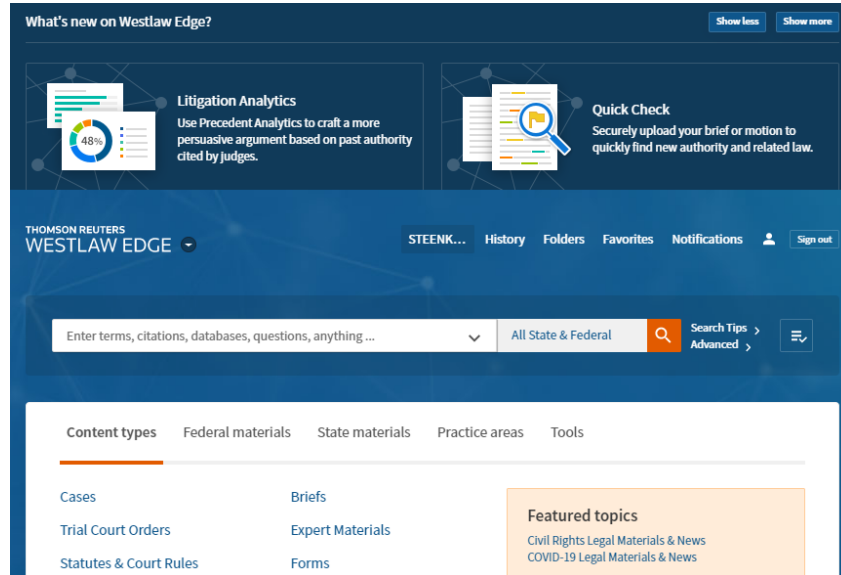 What's new on Westlaw Edge?
Show less
Show more
Litigation Analytics
Use Precedent Analytics to craft a more
persuasive argument based on past authority
cited by judges.
48%
Quick Check
Securely upload your brief or motion to
quickly find new authority and related law.
THOMSON REUTERS
WESTLAW EDGE
STEENK...
History
Folders
Favorites
Notifications
Sign out
Enter terms, citations, databases, questions, anything ...
All State & Federal
Search Tips
Advanced
Content types
Federal materials
State materials
Practice areas
Tools
Cases
Trial Court Orders
Statutes & Court Rules
Briefs
Expert Materials
Forms
Featured topics
Civil Rights Legal Materials & News
COVID-19 Legal Materials & News